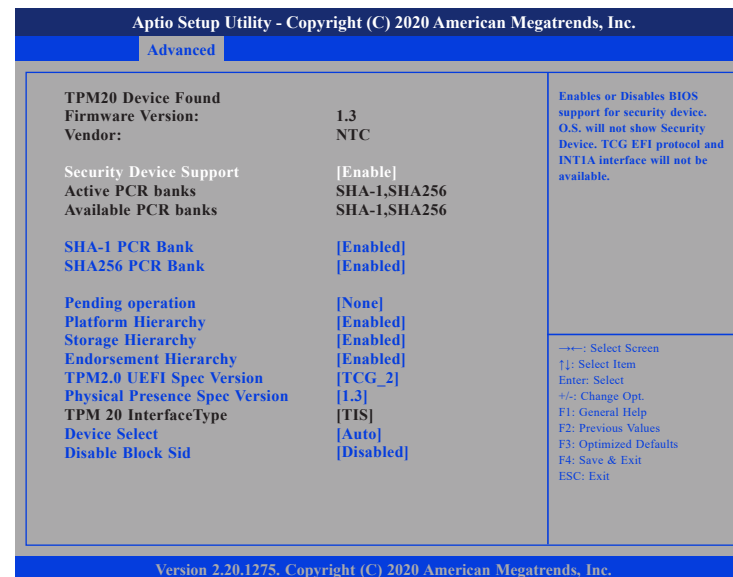 Aptio Setup Utility - Copyright (C) 2020 American Megatrends, Inc.
Advanced
TPM20 Device Found
Firmware Version: 1.3
Vendor: NTC
Security Device Support [Enable]
Active PCR banks SHA-1,SHA256
Available PCR banks SHA-1,SHA256
SHA-1 PCR Bank [Enabled]
SHA256 PCR Bank [Enabled]
Pending operation [None]
Platform Hierarchy [Enabled]
Storage Hierarchy [Enabled]
Endorsement Hierarchy [Enabled]
TPM2.0 UEFI Spec Version [TCG_2]
Physical Presence Spec Version [1.3]
TPM 20 InterfaceType [TIS]
Device Select [Auto]
Disable Block Sid [Disabled]
Enables or Disables BIOS
support for security device.
O.S. will not show Security
Device. TCG EFI protocol and
INT1A interface will not be
available.
→←: Select Screen
↑↓: Select Item
Enter: Select
+/-: Change Opt.
F1: General Help
F2: Previous Values
F3: Optimized Defaults
F4: Save & Exit
ESC: Exit
Version 2.20.1275. Copyright (C) 2020 American Megatrends, Inc.